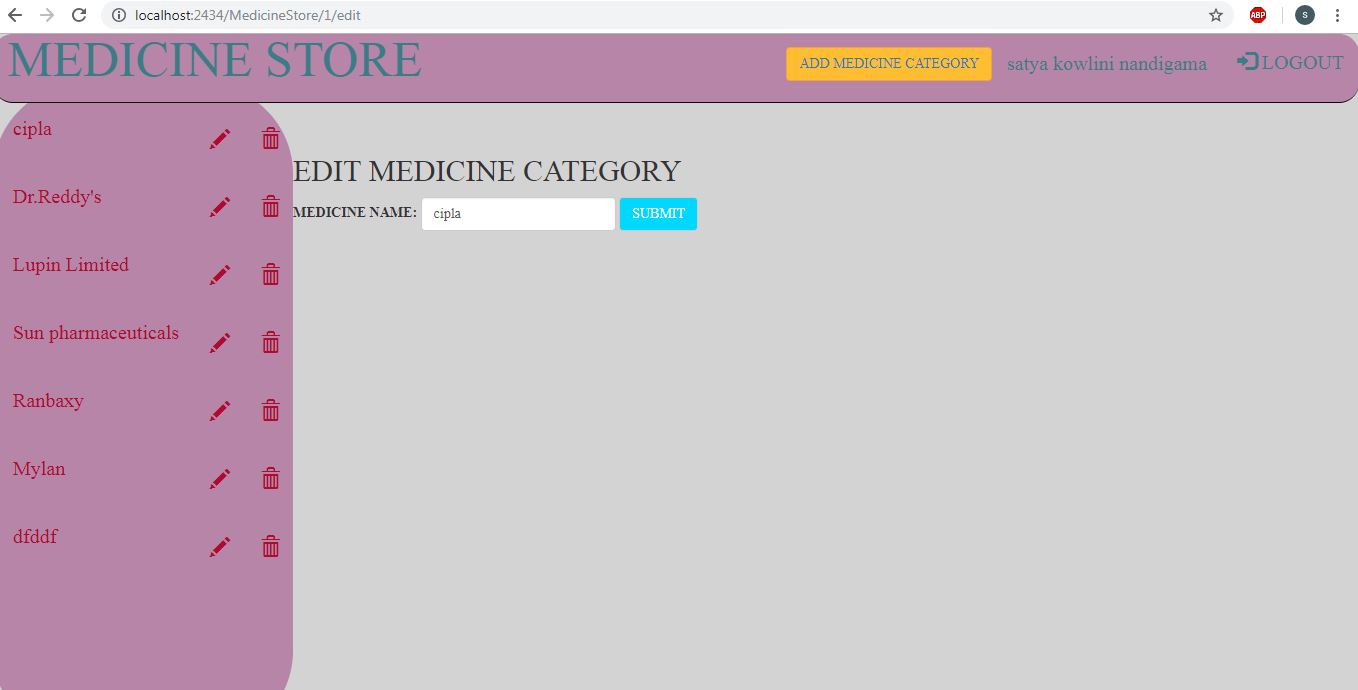 localhost:2434/MedicineStore/1/edit
ABP
s
MEDICINE STORE
ADD MEDICINE CATEGORY
satya kowlini nandigama
LOGOUT
cipla
Dr.Reddy's
Lupin Limited
Sun pharmaceuticals
Ranbaxy
Mylan
dfddf
EDIT MEDICINE CATEGORY
MEDICINE NAME: cipla SUBMIT